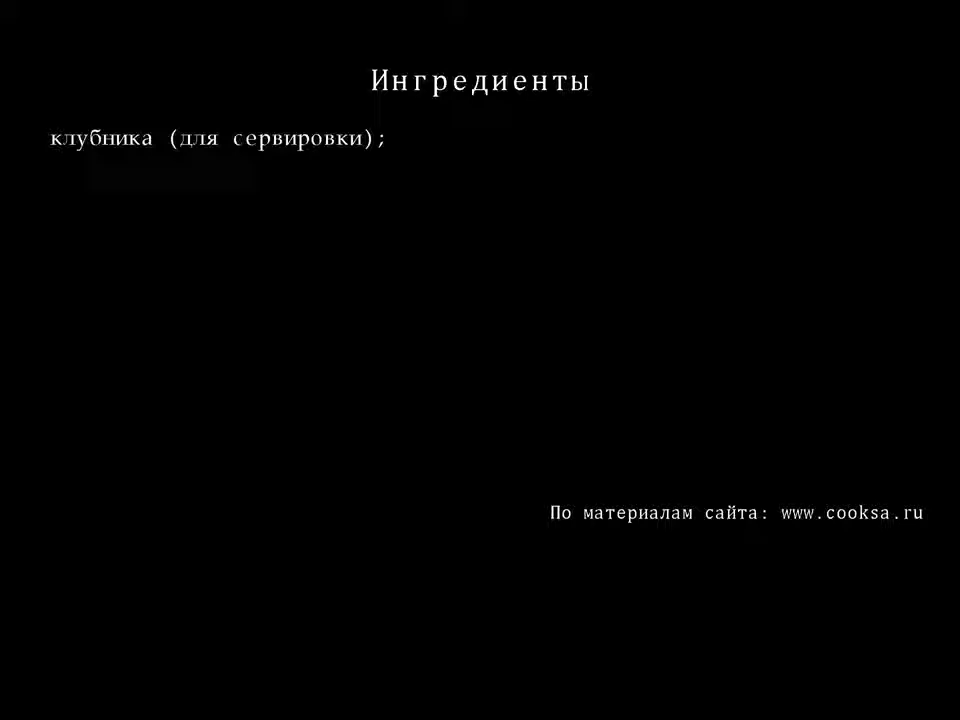 Ингредиенты
клубника (для сервировки);
По материалам сайта: www.cooksa.ru